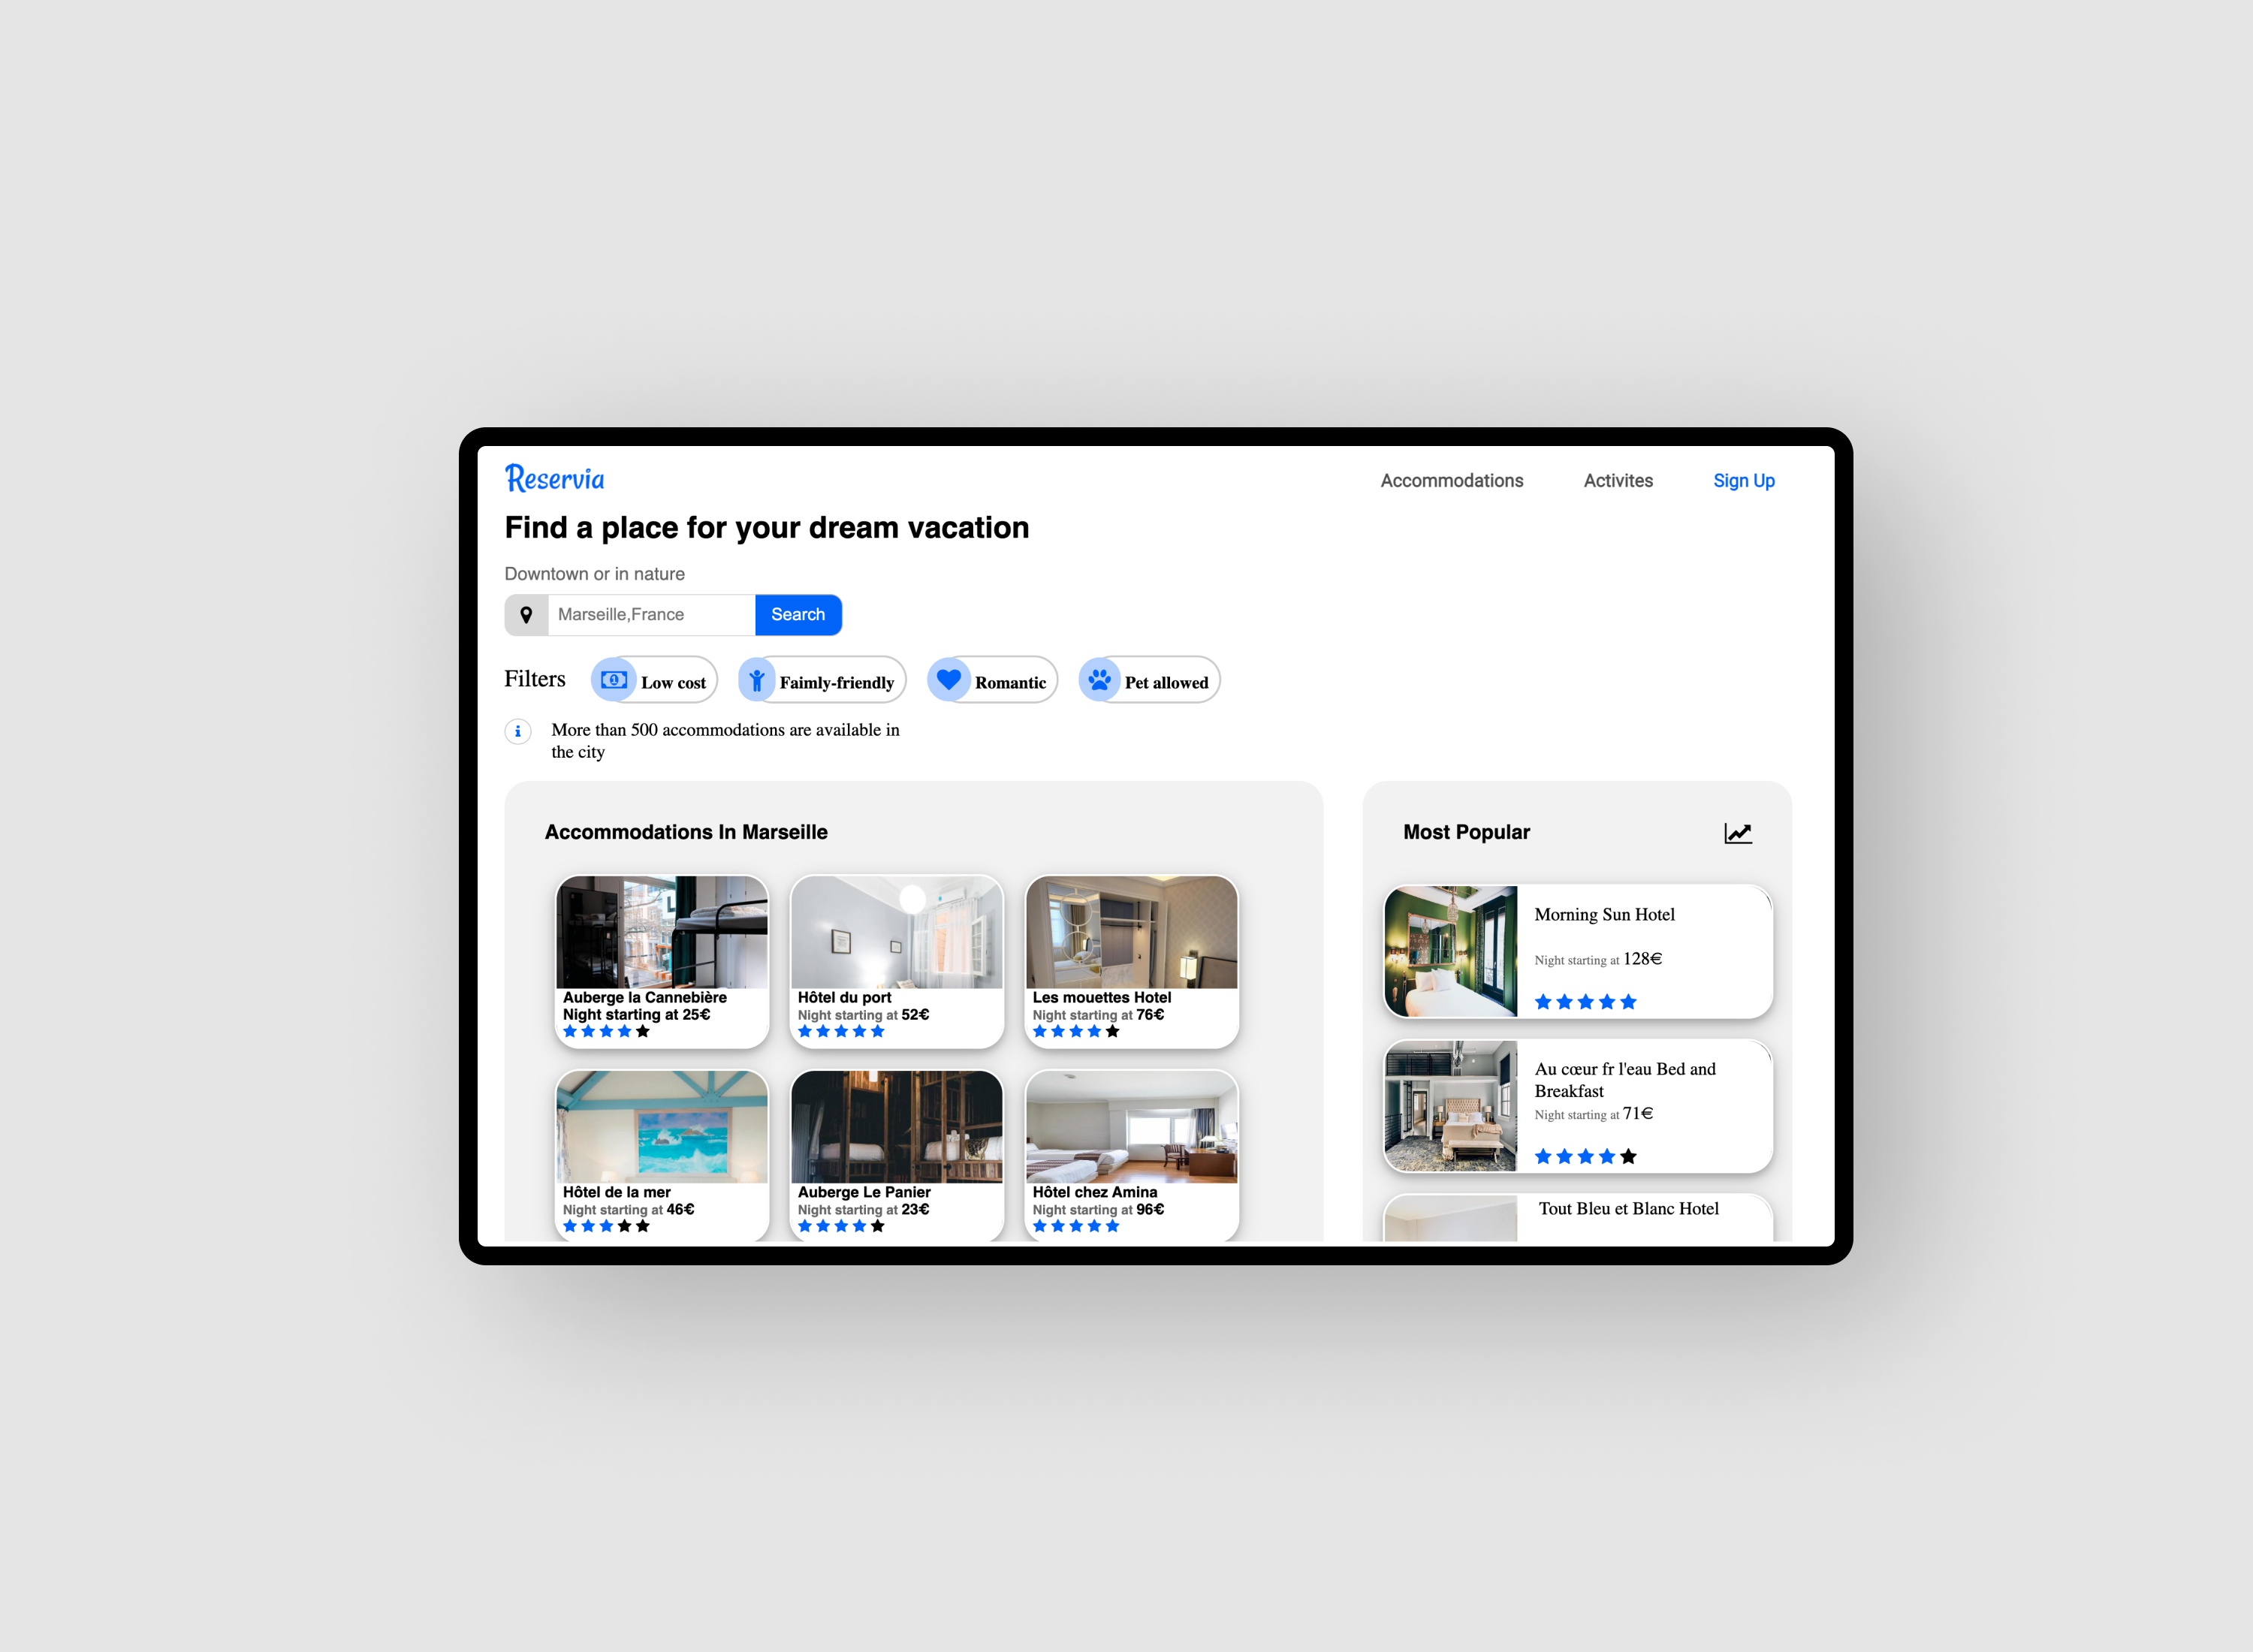 Reservia
Accommodations
Activites
Sign Up
Find a place for your dream vacation
Downtown or in nature
Marseille,France
Search
Filters
Low cost
Faimly-friendly
Romantic
Pet allowed
More than 500 accommodations are available in
the city
Accommodations In Marseille
Auberge la Cannebière
Night starting at 25€
Hôtel du port
Night starting at 52€
Les mouettes Hotel
Night starting at 76€
Hôtel de la mer
Night starting at 46€
Auberge Le Panier
Night starting at 23€
Hôtel chez Amina
Night starting at 96€
Most Popular
Morning Sun Hotel
Night starting at 128€
Au cœur fr l'eau Bed and
Breakfast
Night starting at 71€
Tout Bleu et Blanc Hotel